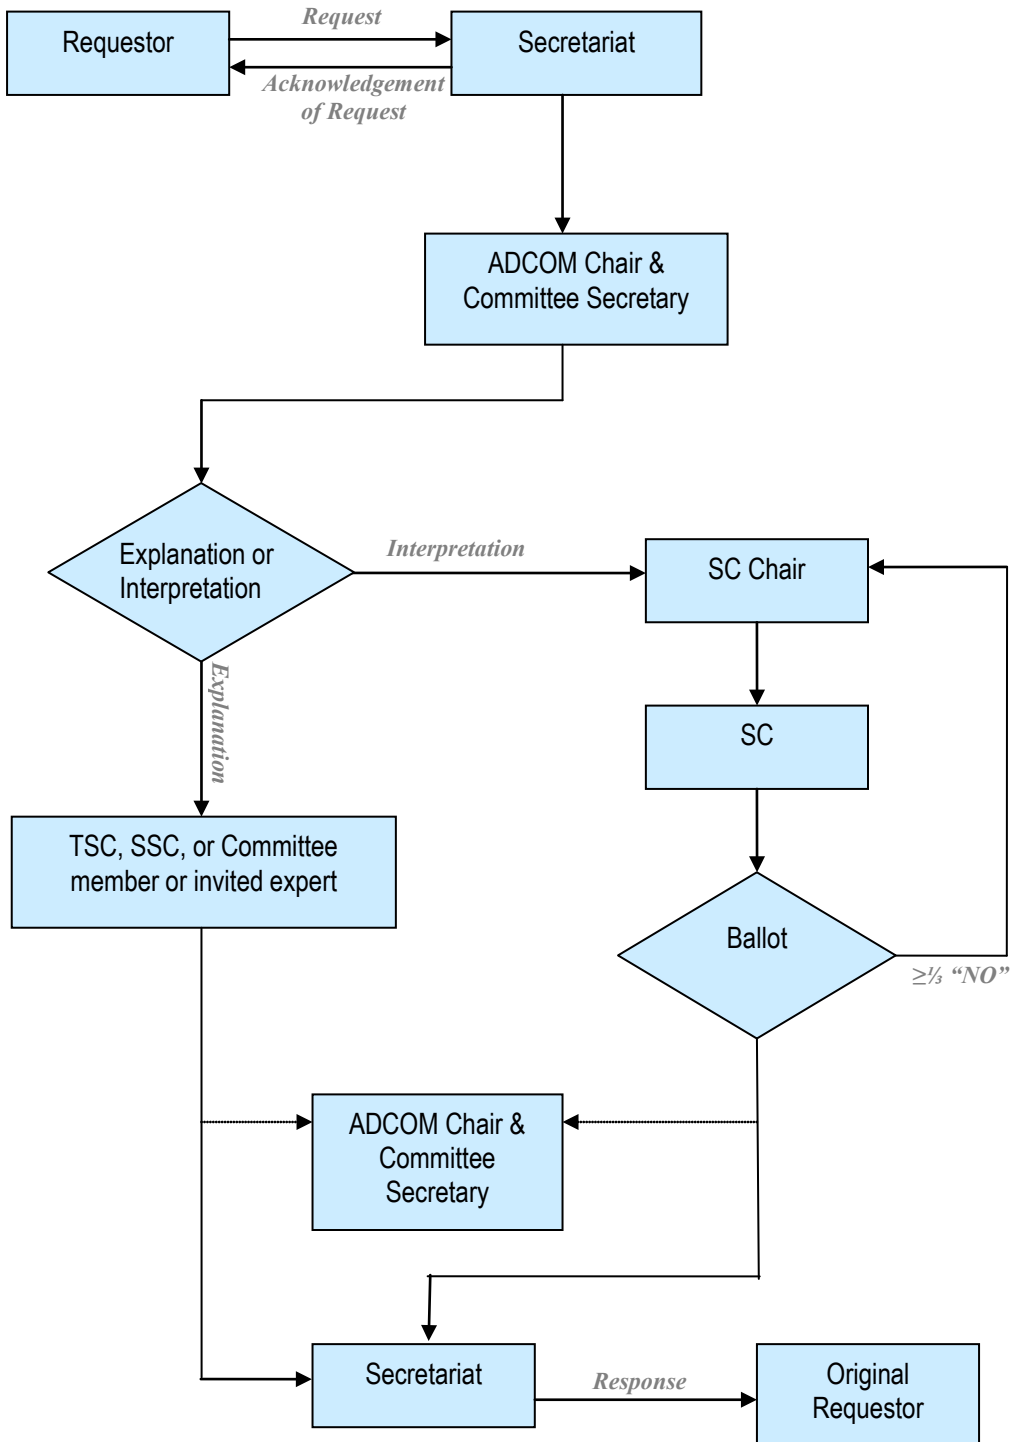 Request
Requestor
Secretariat
Acknowledgement
of Request
ADCOM Chair &
Committee Secretary
Explanation or
Interpretation
Interpretation
SC Chair
Explanation
SC
TSC, SSC, or Committee
member or invited expert
Ballot
≥⅓ “NO”
ADCOM Chair &
Committee
Secretary
Secretariat
Response
Original
Requestor